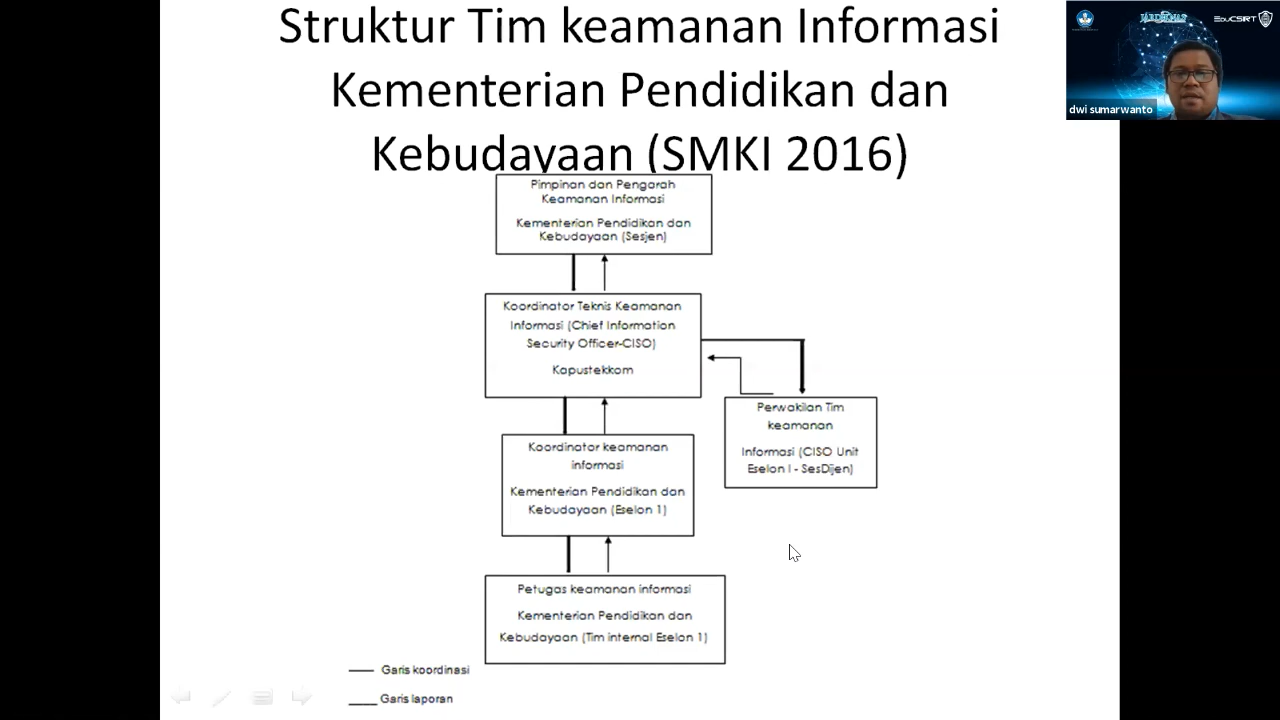 Struktur Tim keamanan Informasi
Kementerian Pendidikan dan
Kebudayaan (SMKI 2016)
EDUCSIRT
dwi sumarwanto
Pimpinan dan Pengarah
Keamanan Informasi
Kementerian Pendidikan dan
Kebudayaan (Sesjen)
Koordinator Teknis Keamanan
Informasi (Chief Information
Security Officer-CISO)
Kapustekkom
Perwakilan Tim
keamanan
Informasi (CISO Unit
Eselon I - SesDijen)
Koordinator keamanan
informasi
Kementerian Pendidikan dan
Kebudayaan (Eselon 1)
Petugas keamanan informasi
Kementerian Pendidikan dan
Kebudayaan (Tim internal Eselon 1)
Garis koordinasi
Garis laporan